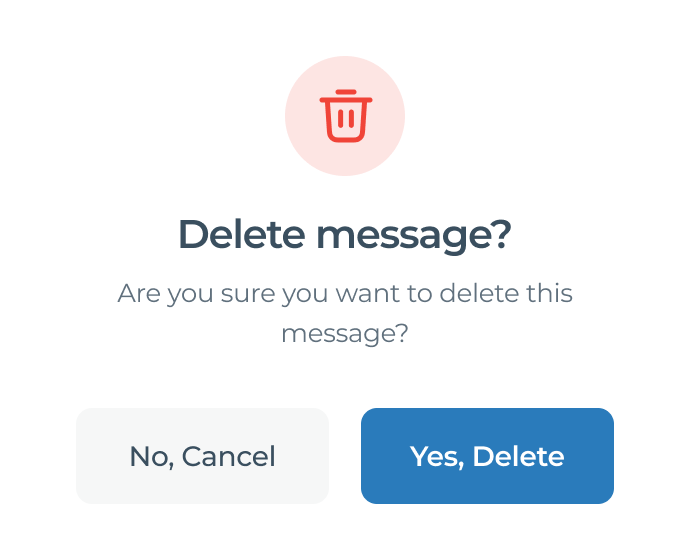 Delete message?
Are you sure you want to delete this
message?
No, Cancel
Yes, Delete